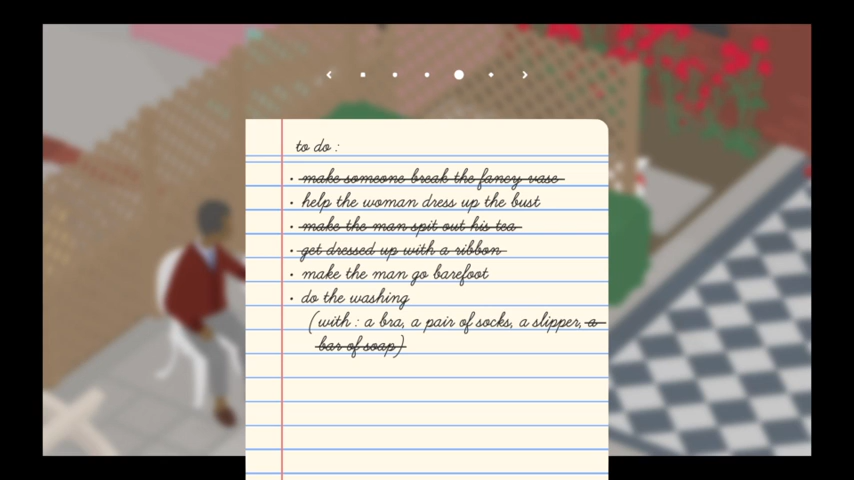 to do :
• make someone break the fancy vase
• help the woman dress up the bust
• make the man spit out his tea
• get dressed up with a ribbon
• make the man go barefoot
• do the washing
(with : a bra, a pair of socks, a slipper, a
bar of soap)